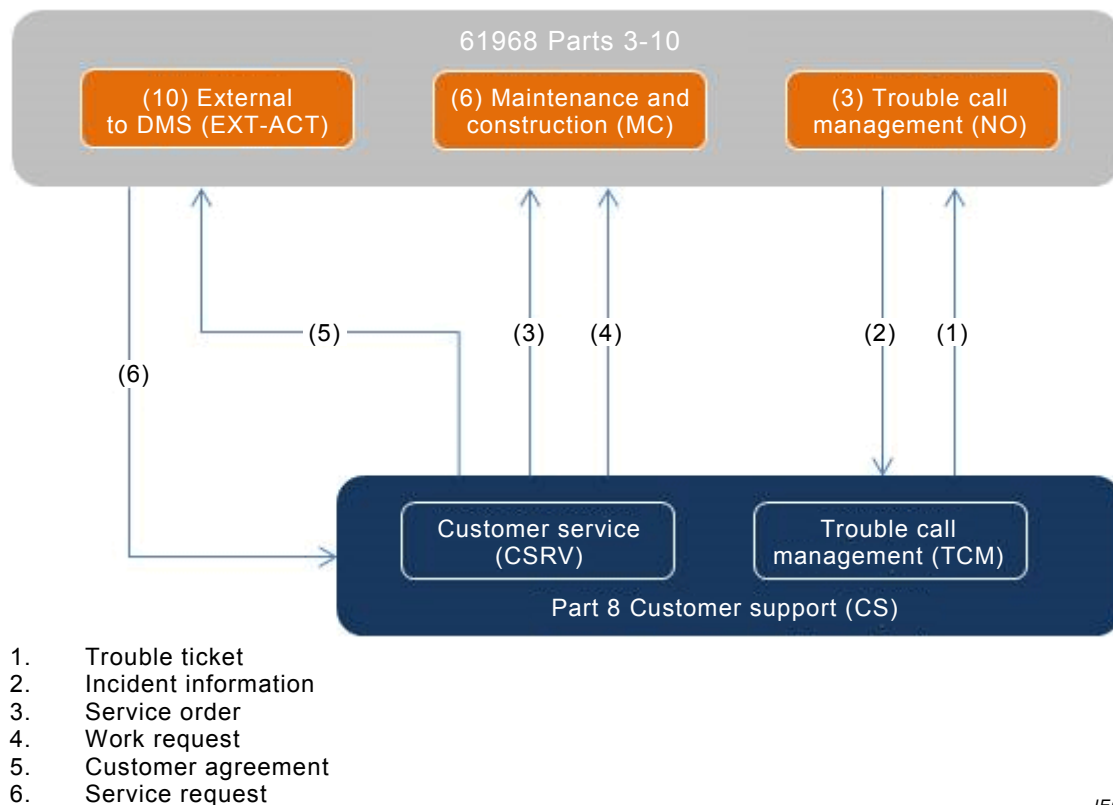 61968 Parts 3-10
(10) External
to DMS (EXT-ACT)
(6) Maintenance and
construction (MC)
(3) Trouble call
management (NO)
(5)
(3)
(4)
(2)
(1)
(6)
Customer service
(CSRV)
Trouble call
management (TCM)
Part 8 Customer support (CS)
1. Trouble ticket
2. Incident information
3. Service order
4. Work request
5. Customer agreement
6. Service request